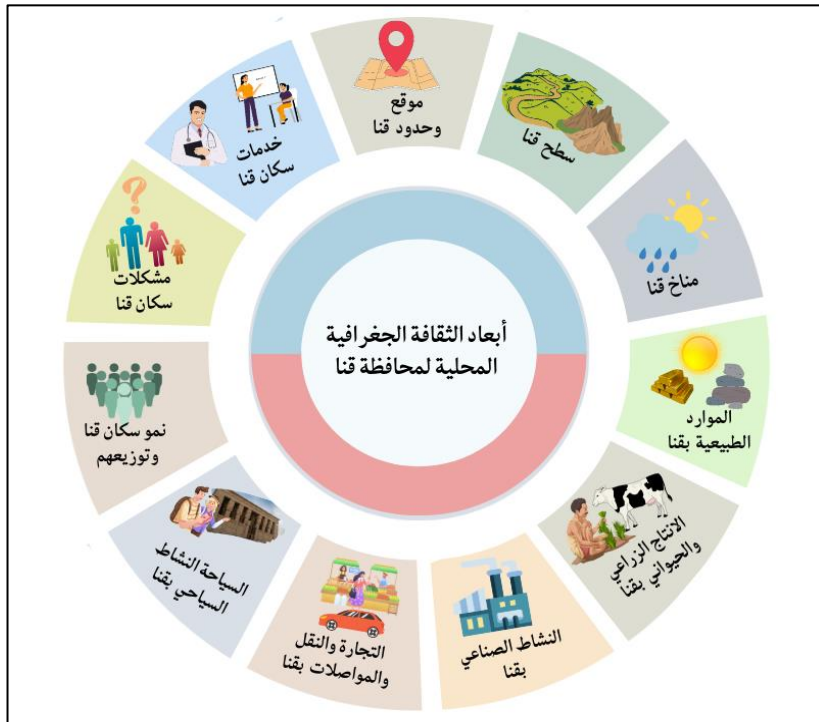 أبعاد الثقافة الجغرافية
المحلية لمحافظة قنا
موقع
وحدود قنا
سطح قنا
مناخ قنا
الموارد
الطبيعية بقنا
الانتاج الزراعي
والحيواني بقنا
النشاط الصناعي
بقنا
التجارة والنقل
والمواصلات بقنا
السياحة النشاط
السياحي بقنا
نمو سكان قنا
وتوزيعهم
مشكلات
سكان قنا
خدمات
سكان قنا
?